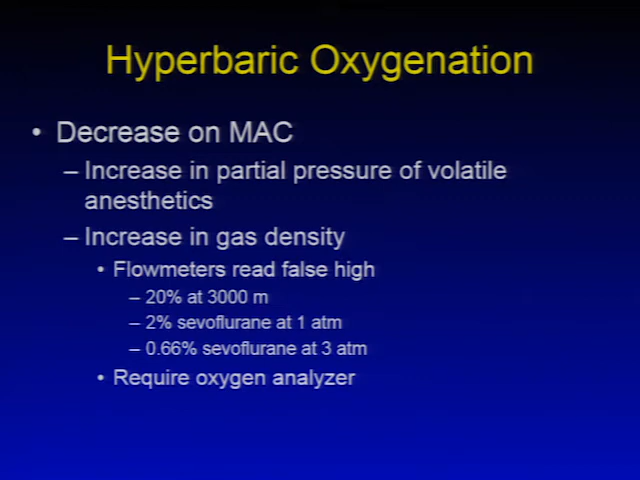 Hyperbaric Oxygenation
• Decrease on MAC
– Increase in partial pressure of volatile
anesthetics
– Increase in gas density
• Flowmeters read false high
– 20% at 3000 m
– 2% sevoflurane at 1 atm
– 0.66% sevoflurane at 3 atm
• Require oxygen analyzer